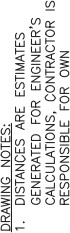 DRAWING NOTES:
1. DISTANCES ARE ESTIMATES
GENERATED FOR ENGINEER'S
CALCULATIONS, CONTRACTOR IS
RESPONSIBLE FOR OWN